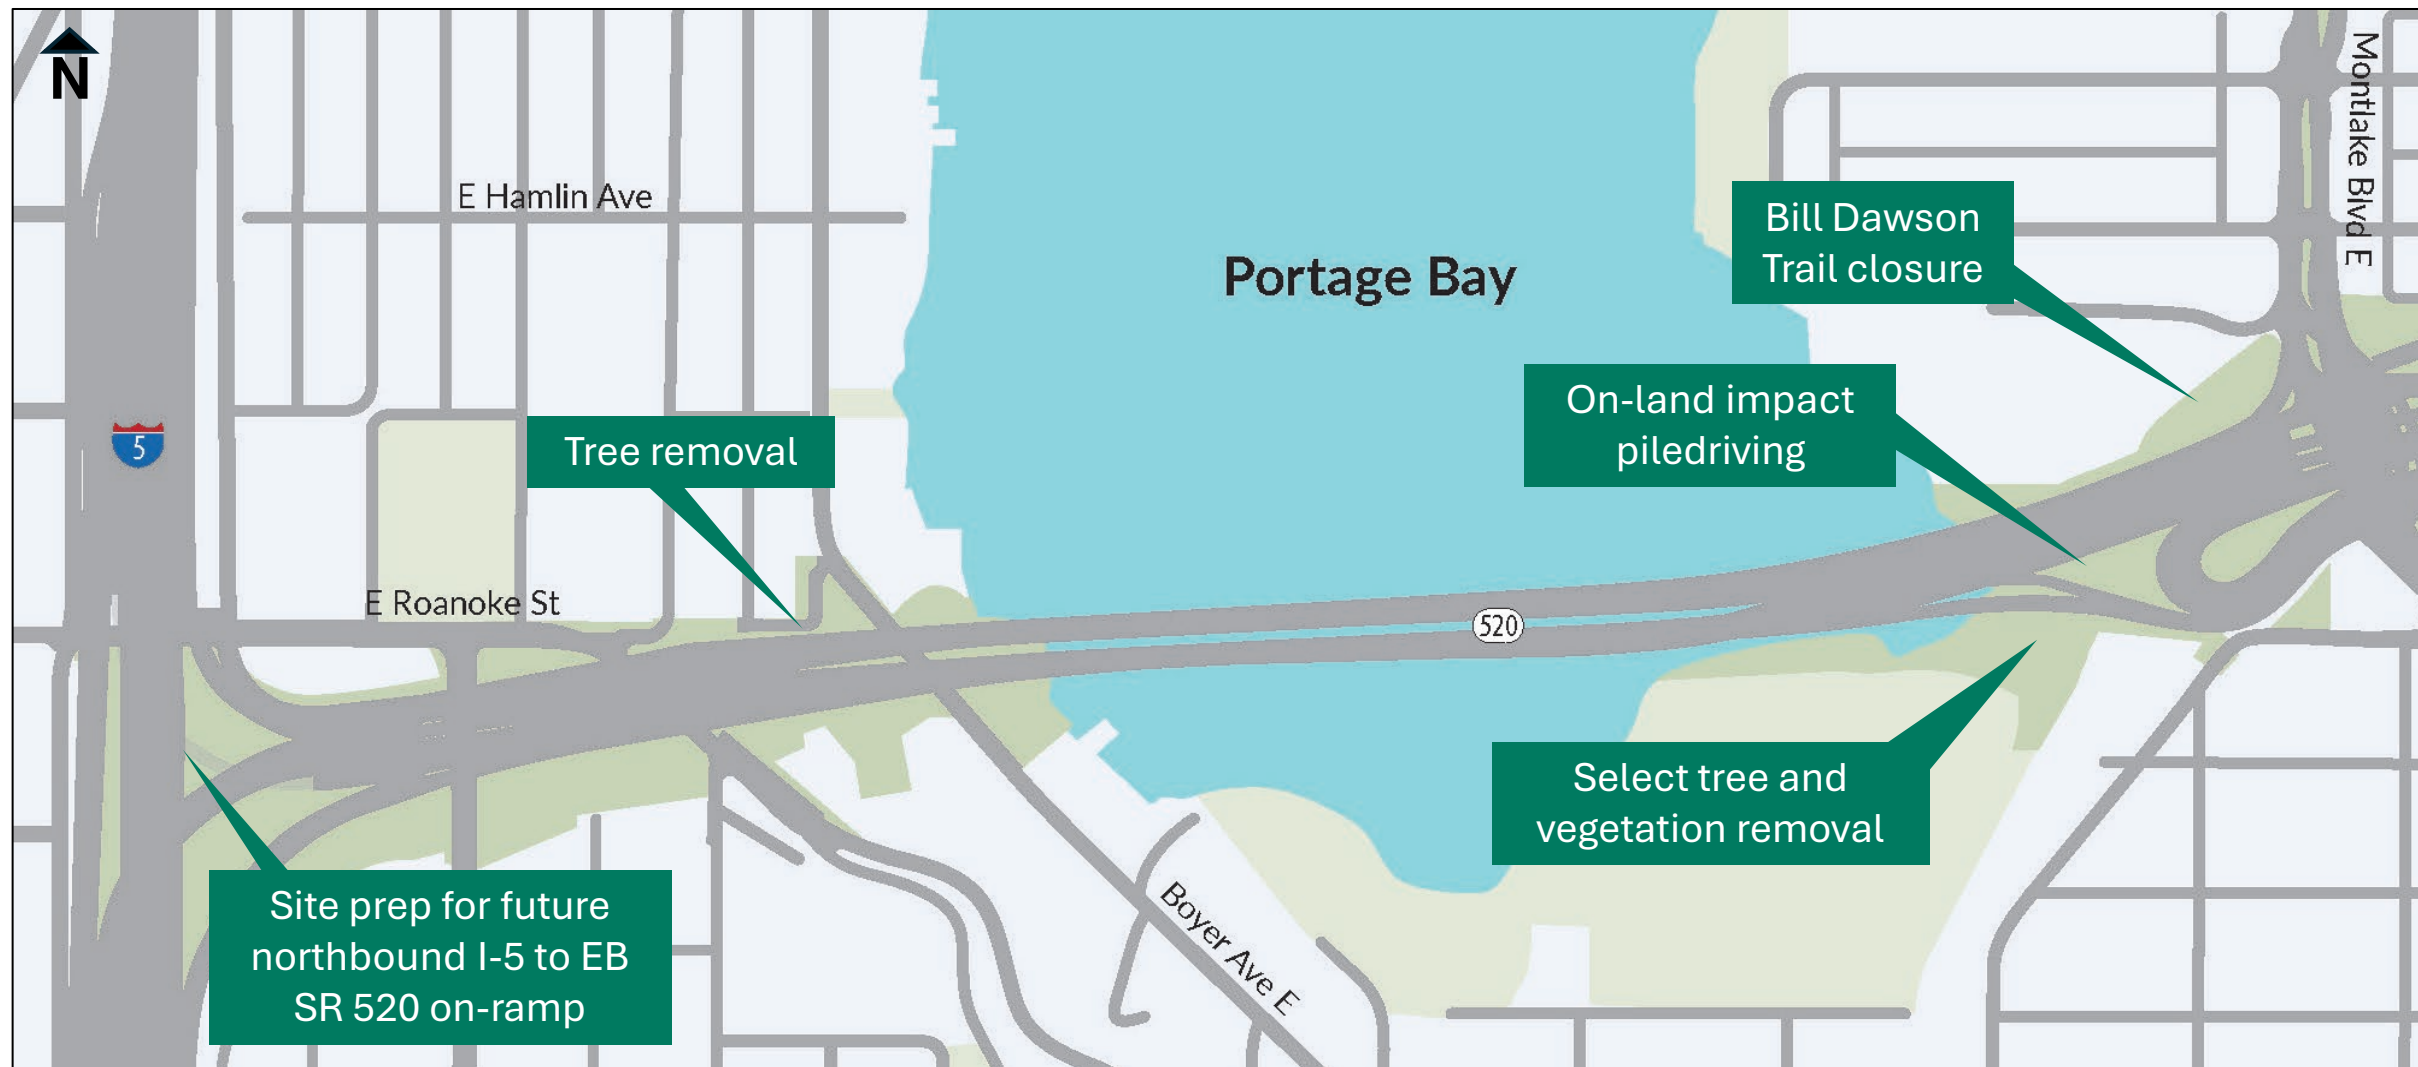 N
Montlake Blvd E
E Hamlin Ave
Bill Dawson
Trail closure
Portage Bay
On-land impact
piledriving
5
Tree removal
E Roanoke St
520
Select tree and
vegetation removal
Site prep for future
northbound I-5 to EB
SR 520 on-ramp
Boyer Ave E